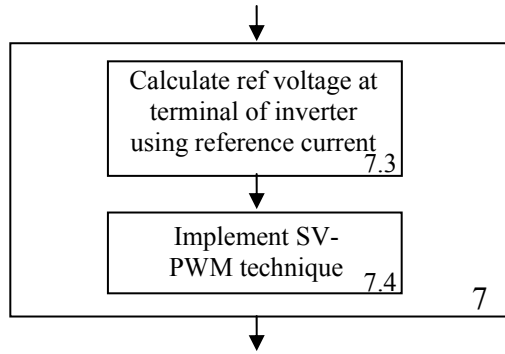 Calculate ref voltage at
terminal of inverter
using reference current
7.3
Implement SV-
PWM technique
7.4
7